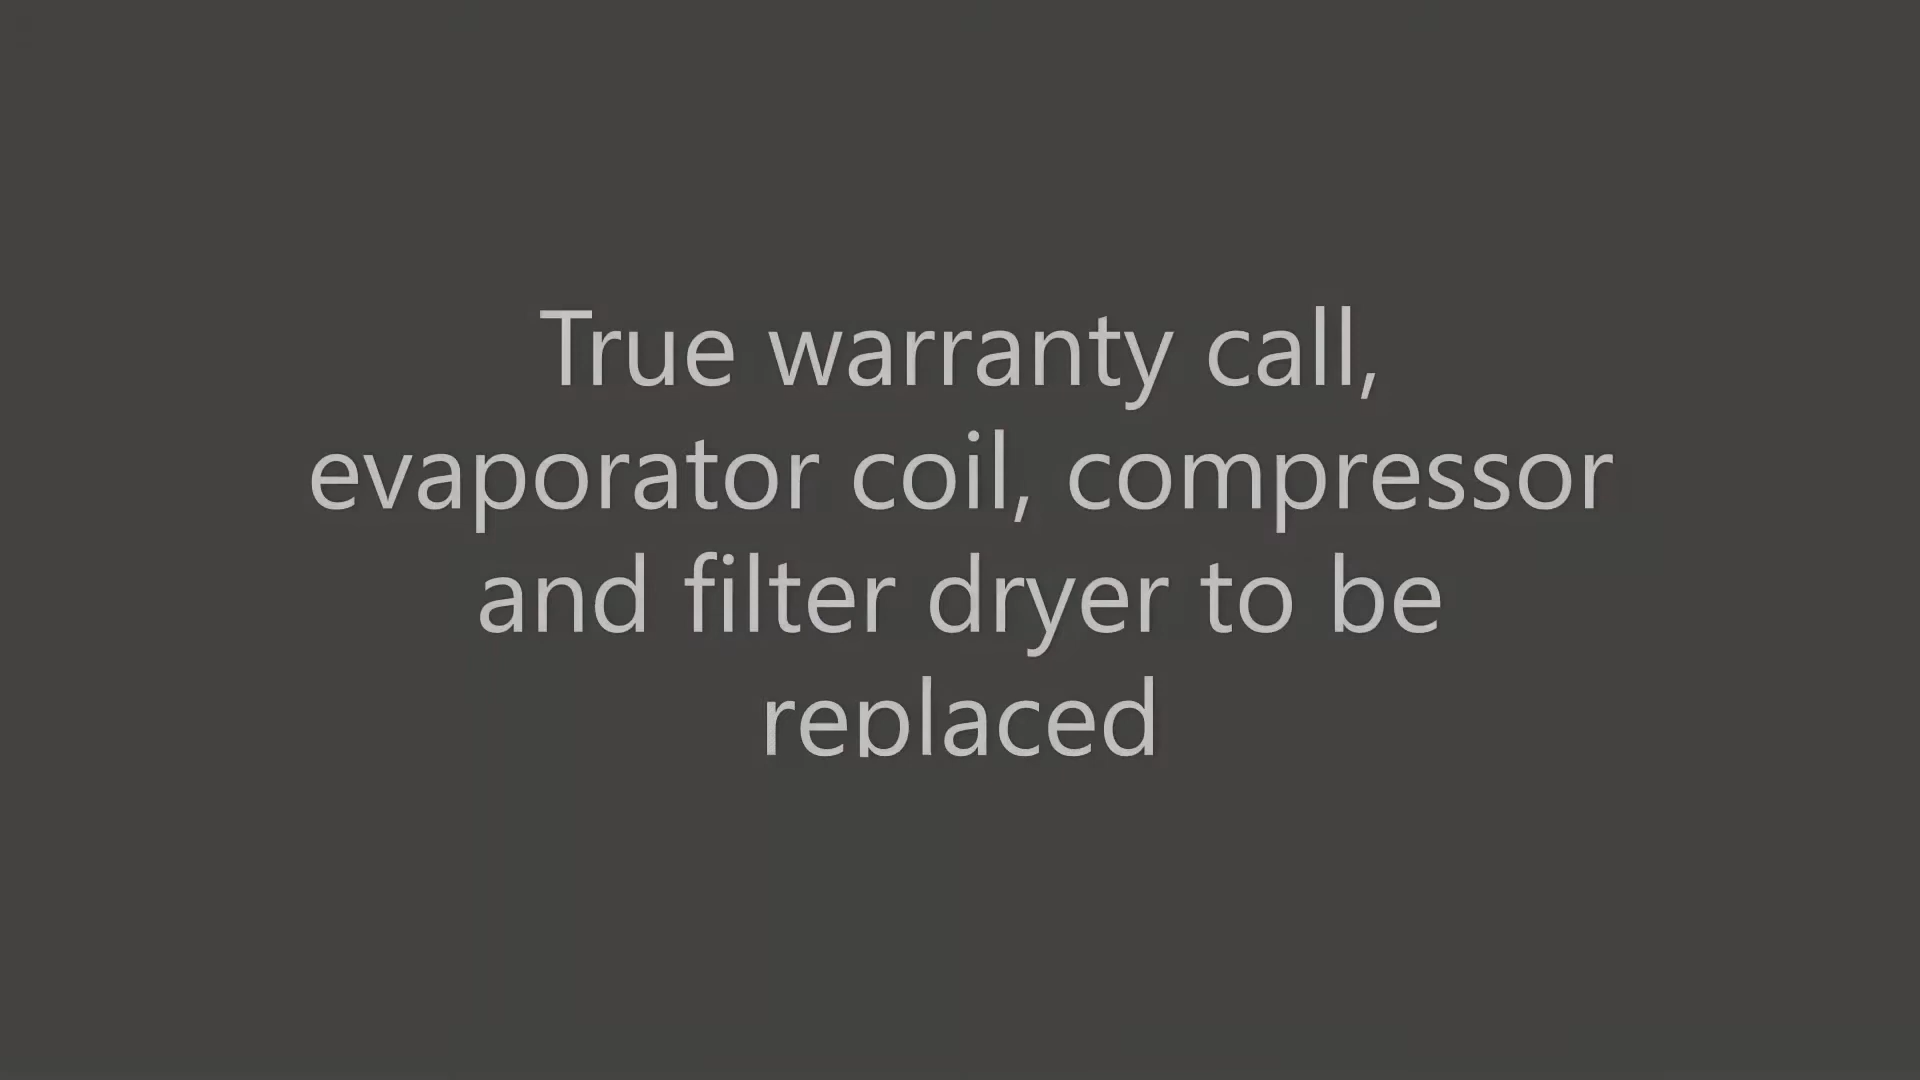 True warranty call,
evaporator coil, compressor
and filter dryer to be
replaced